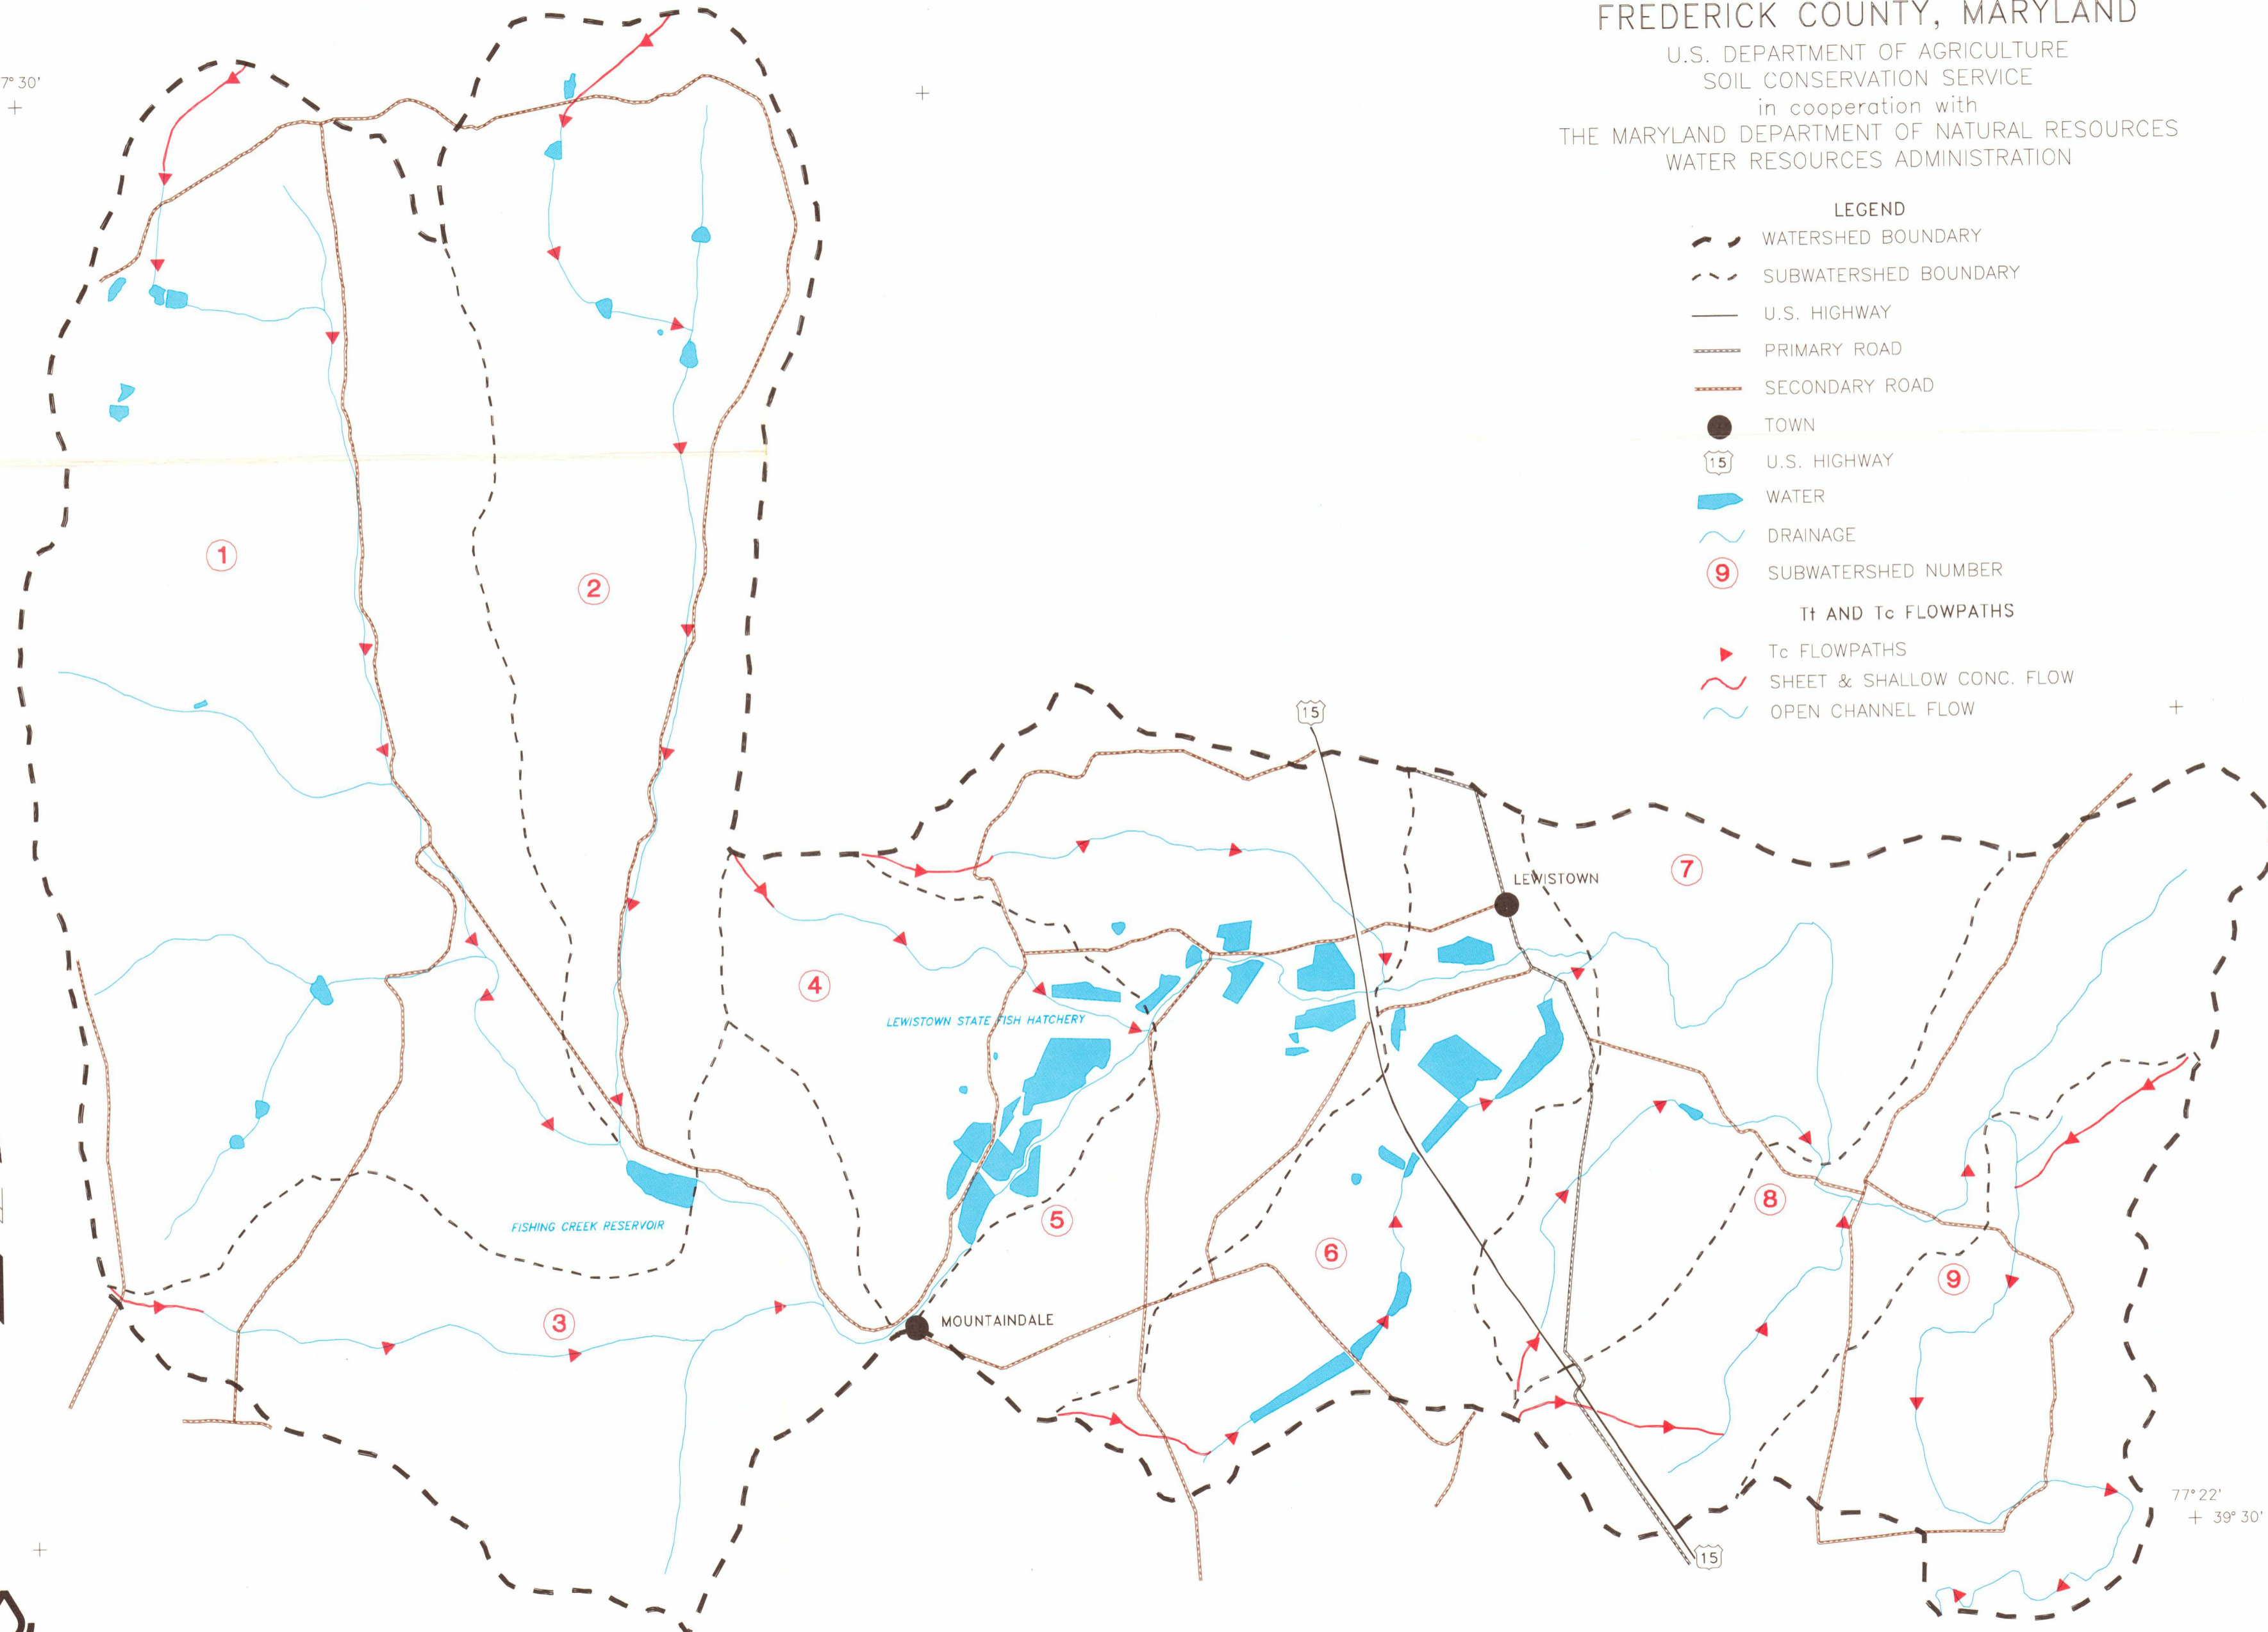 FREDERICK COUNTY, MARYLAND
U.S. DEPARTMENT OF AGRICULTURE
SOIL CONSERVATION SERVICE
in cooperation with
THE MARYLAND DEPARTMENT OF NATURAL RESOURCES
WATER RESOURCES ADMINISTRATION
7°30'
LEGEND
WATERSHED BOUNDARY
SUBWATERSHED BOUNDARY
U.S. HIGHWAY
PRIMARY ROAD
SECONDARY ROAD
TOWN
15 U.S. HIGHWAY
WATER
DRAINAGE
9 SUBWATERSHED NUMBER
Tt AND Tc FLOWPATHS
Tc FLOWPATHS
SHEET & SHALLOW CONC. FLOW
OPEN CHANNEL FLOW
1
2
15
7
LEWISTOWN
4
LEWISTOWN STATE FISH HATCHERY
8
FISHING CREEK RESERVOIR
5
6
9
3
MOUNTAINDALE
77°22'
39°30'
15